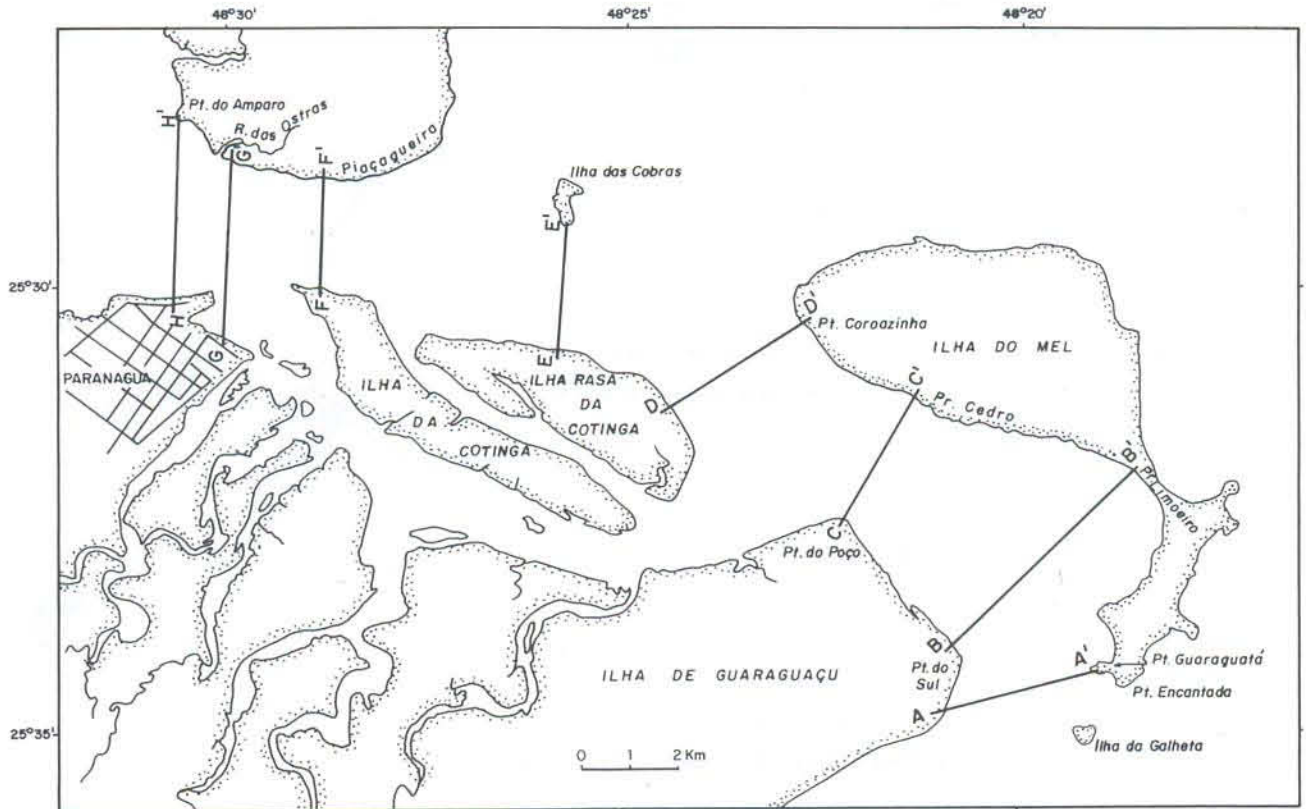 48°30'
48°25'
48°20'
Pt. do Amparo
H'
R. das Ostras
G'
F'
Piaçaqueira
Ilha das Cobras
E'
25°30'
F
H
D'
Pt. Coroazinha
ILHA DO MEL
G
E
PARANAGUA
ILHA
DA
COTINGA
ILHA RASA
DA
COTINGA
D
C'
Pr. Cedro
B'
Pr. Limoeiro
C
Pt. do Poço
B
Pt. do
Sul
A'
Pt. Guaraguatá
Pt. Encantada
ILHA DE GUARAGUAÇU
A
25°35'
0 1 2 Km
Ilha da Galheta